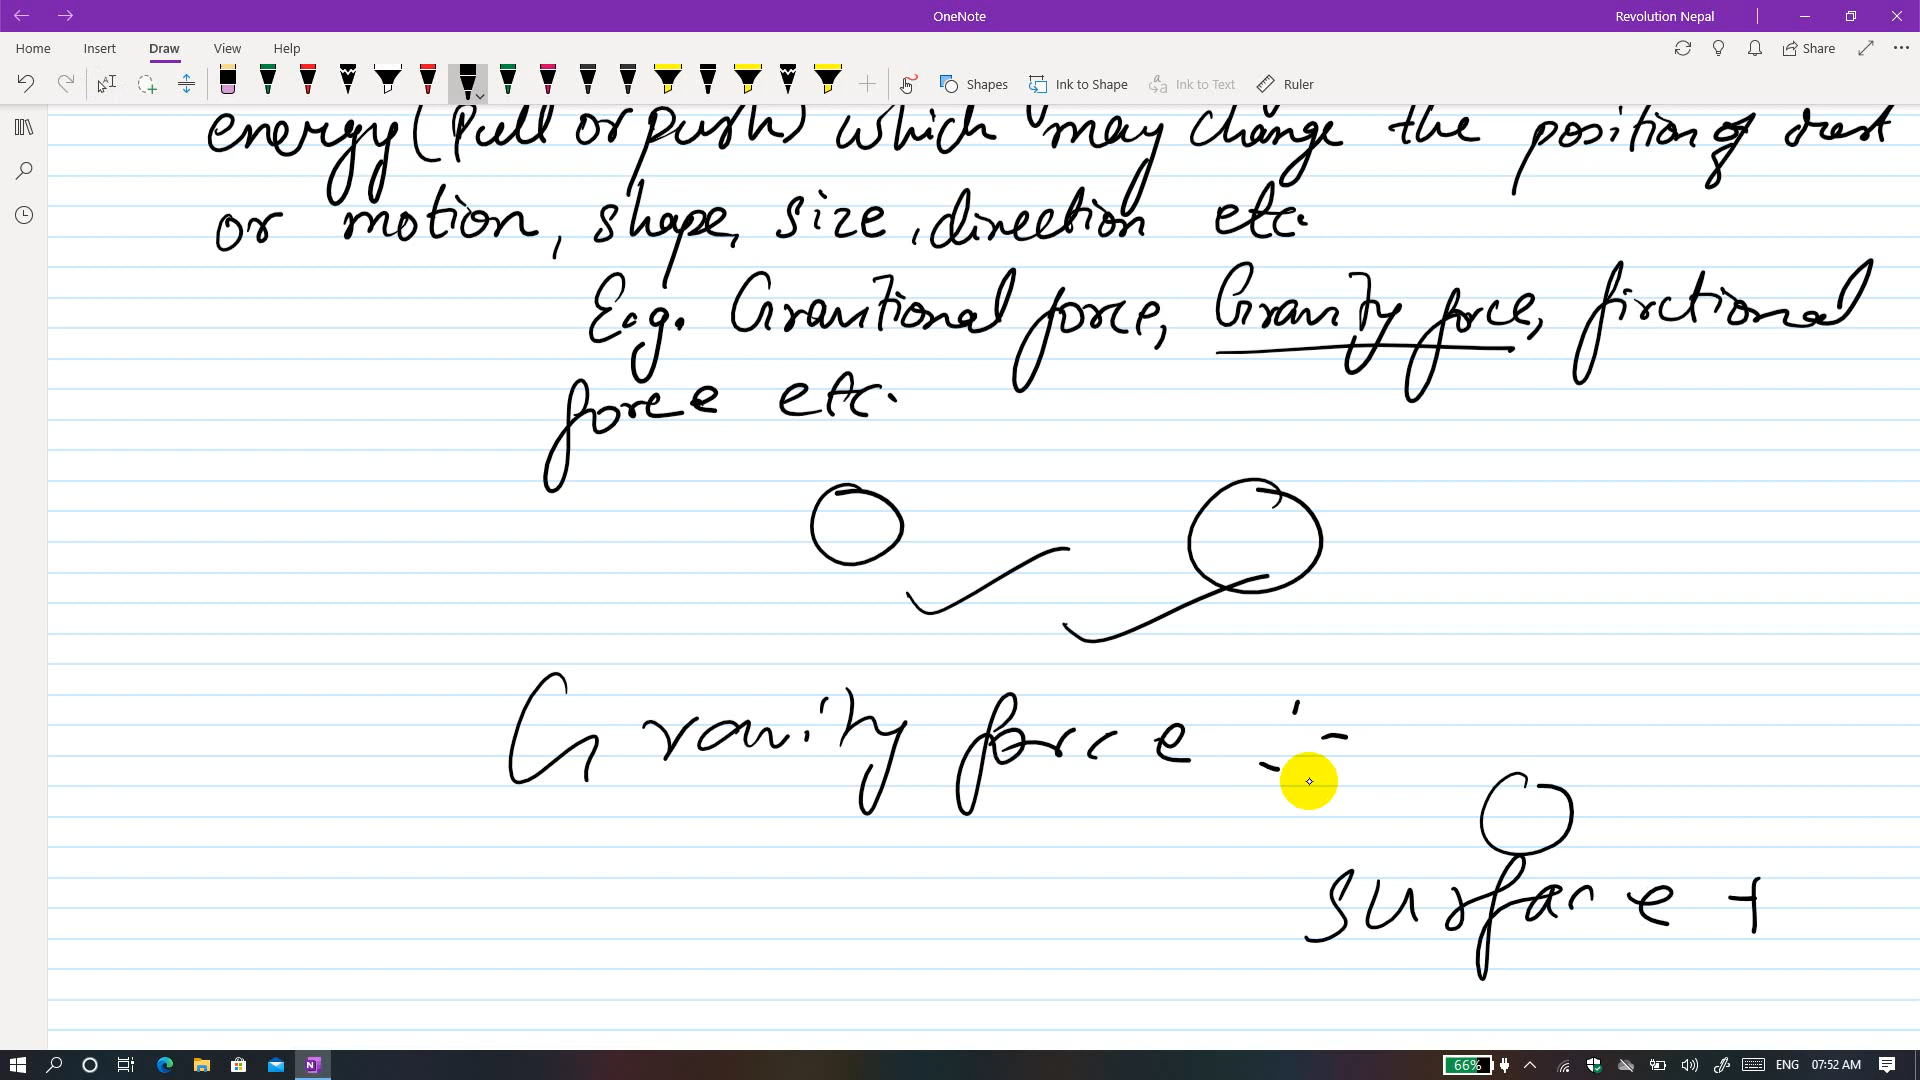 OneNote
Revolution Nepal
Home Insert Draw View Help
Share
Shapes Ink to Shape Ink to Text Ruler
energy (Pull or push) which may change the position of rest
or motion, shape, size, direction etc.
E.g. Gravitional force, Gravity force, firctional
force etc.
Gravity force :-
surface +
66% ENG 07:52 AM